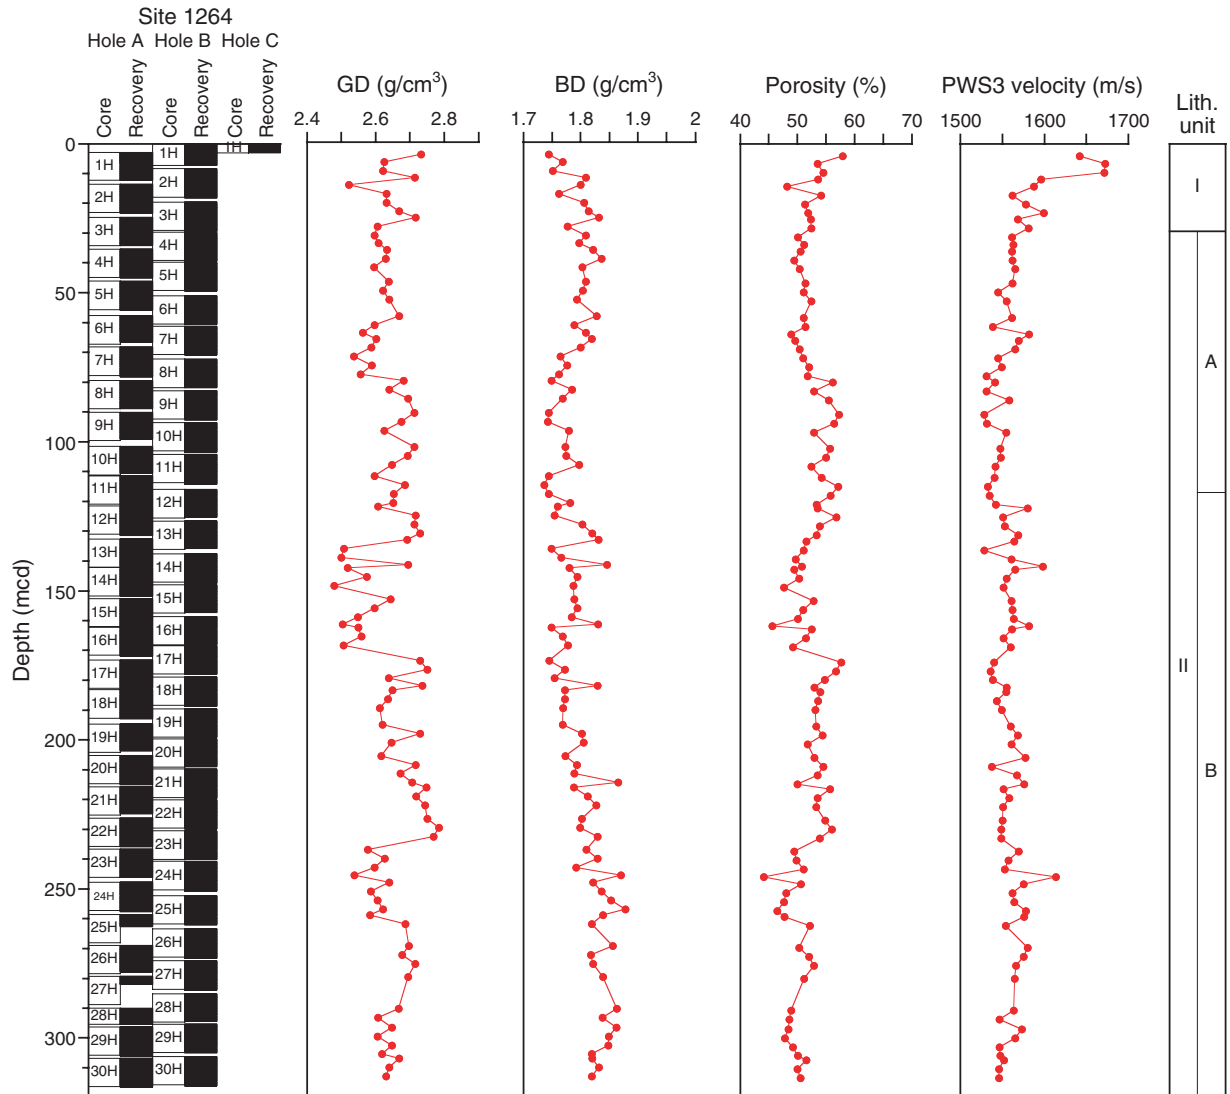 Site 1264
Hole A Hole B Hole C
Core Recovery Core Recovery Core Recovery
GD (g/cm³) BD (g/cm³) Porosity (%) PWS3 velocity (m/s) Lith. unit
2.4 2.6 2.8 1.7 1.8 1.9 2 40 50 60 70 1500 1600 1700
Depth (mcd)
0
50
100
150
200
250
300
1H
2H
3H
4H
5H
6H
7H
8H
9H
10H
11H
12H
13H
14H
15H
16H
17H
18H
19H
20H
21H
22H
23H
24H
25H
26H
27H
28H
29H
30H
1H
2H
3H
4H
5H
6H
7H
8H
9H
10H
11H
12H
13H
14H
15H
16H
17H
18H
19H
20H
21H
22H
23H
24H
25H
26H
27H
28H
29H
30H
1H
I
II
A
B